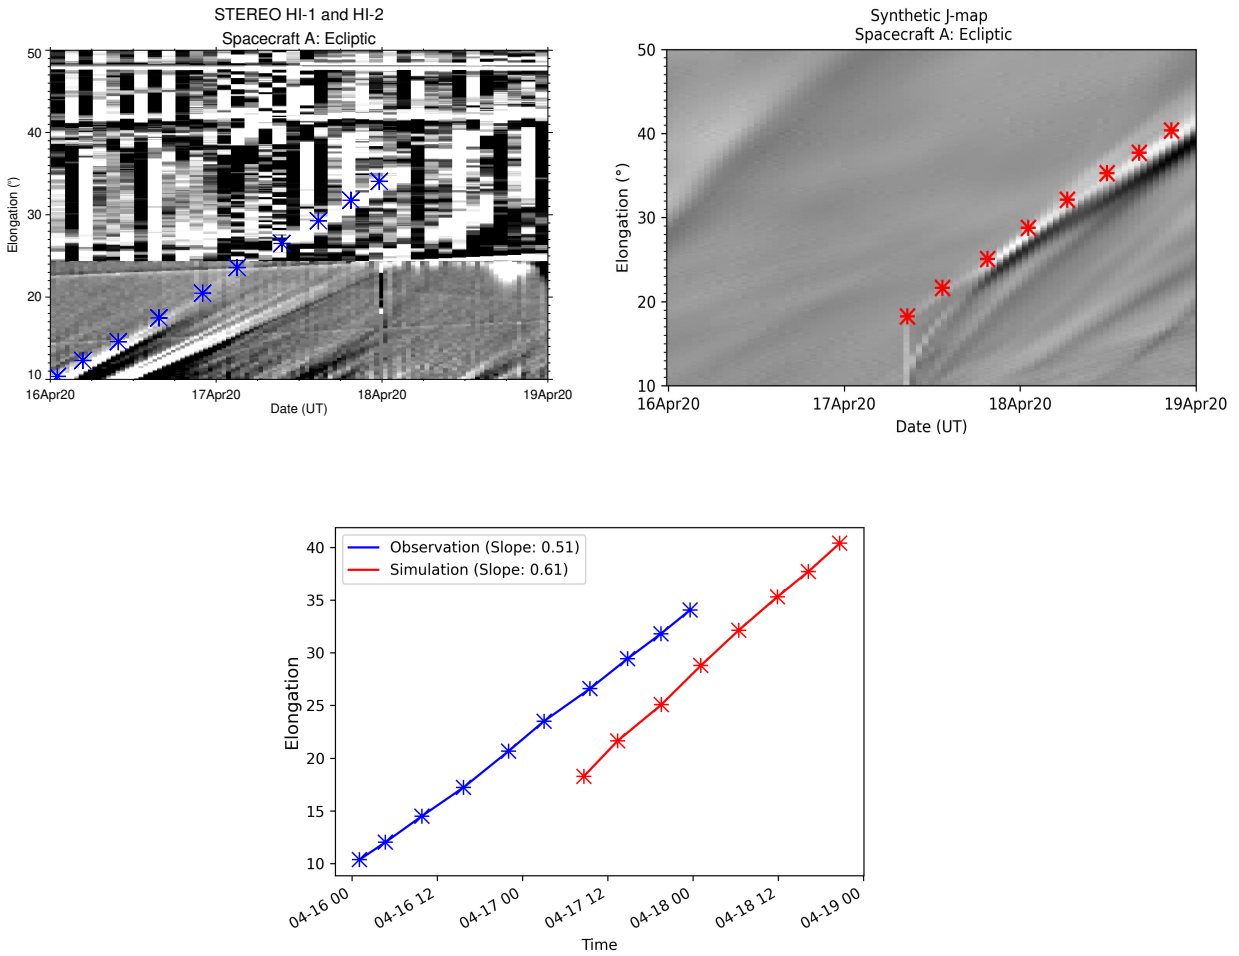 STEREO HI-1 and HI-2
Spacecraft A: Ecliptic
50
40
30
20
10
Elongation (°)
16Apr20 17Apr20 18Apr20 19Apr20
Date (UT)
Synthetic J-map
Spacecraft A: Ecliptic
50
40
30
20
10
Elongation (°)
16Apr20 17Apr20 18Apr20 19Apr20
Date (UT)
Observation (Slope: 0.51)
Simulation (Slope: 0.61)
40
35
30
25
20
15
10
Elongation
04-16 00 04-16 12 04-17 00 04-17 12 04-18 00 04-18 12 04-19 00
Time